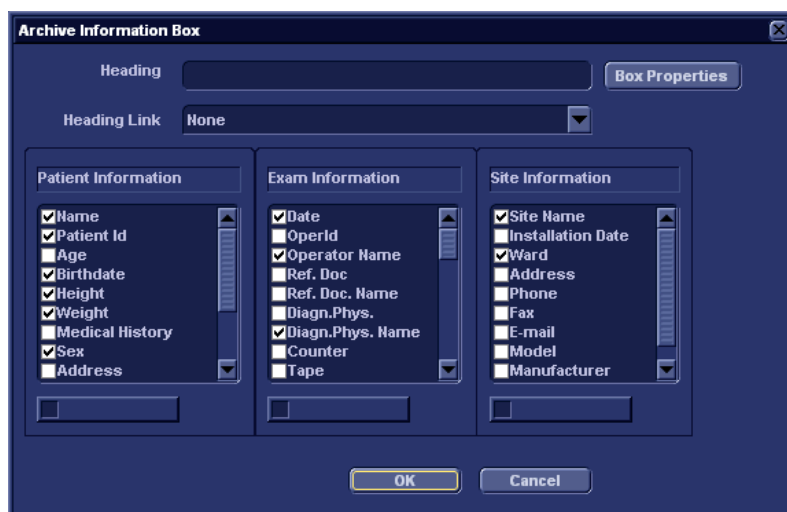 Archive Information Box
Heading
Box Properties
Heading Link
None
Patient Information
Name
Patient Id
Age
Birthdate
Height
Weight
Medical History
Sex
Address
Exam Information
Date
OperId
Operator Name
Ref. Doc
Ref. Doc. Name
Diagn.Phys.
Diagn.Phys. Name
Counter
Tape
Site Information
Site Name
Installation Date
Ward
Address
Phone
Fax
E-mail
Model
Manufacturer
OK
Cancel